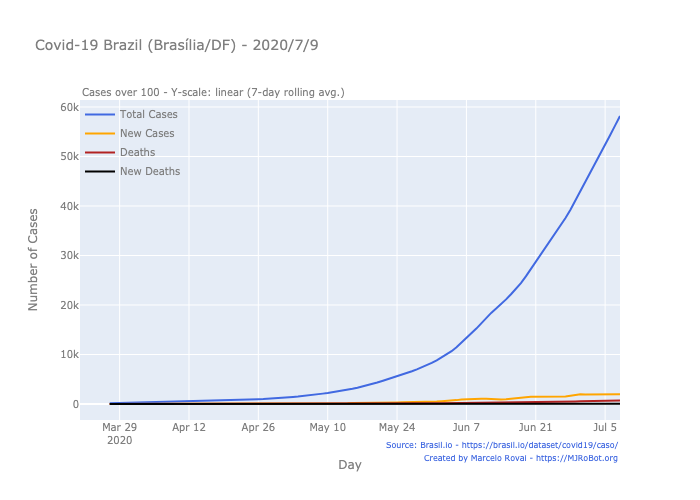 Covid-19 Brazil (Brasília/DF) - 2020/7/9
Cases over 100 - Y-scale: linear (7-day rolling avg.)
60k
50k
40k
30k
20k
10k
0
Number of Cases
Total Cases
New Cases
Deaths
New Deaths
Mar 29
2020
Apr 12
Apr 26
May 10
May 24
Jun 7
Jun 21
Jul 5
Day
Source: Brasil.io - https://brasil.io/dataset/covid19/caso/
Created by Marcelo Rovai - https://MJRoBot.org